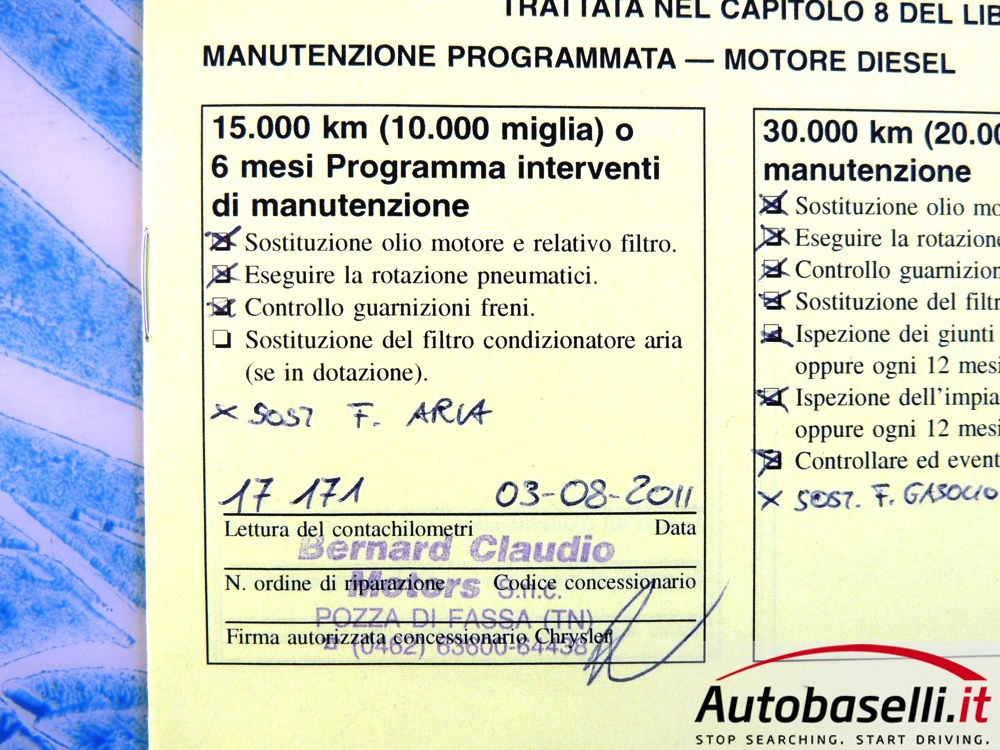 TRATTATA NEL CAPITOLO 8 DEL LIB
MANUTENZIONE PROGRAMMATA — MOTORE DIESEL
15.000 km (10.000 miglia) o
6 mesi Programma interventi
di manutenzione
Sostituzione olio motore e relativo filtro.
Eseguire la rotazione pneumatici.
Controllo guarnizioni freni.
Sostituzione del filtro condizionatore aria
(se in dotazione).
x SOST F. ARIA
17 171 03-08-2011
Lettura del contachilometri Data
Bernard Claudio
N. ordine di riparazione Codice concessionario
Motors S.n.c.
POZZA DI FASSA (TN)
Firma autorizzata concessionario Chrysler
(0462) 63600-64438
30.000 km (20.00
manutenzione
Sostituzione olio mo
Eseguire la rotazione
Controllo guarnizion
Sostituzione del filtr
Ispezione dei giunti
oppure ogni 12 mesi
Ispezione dell'impia
oppure ogni 12 mesi
Controllare ed event
x SOST. F. GASOLIO
Autobaselli.it
STOP SEARCHING. START DRIVING.